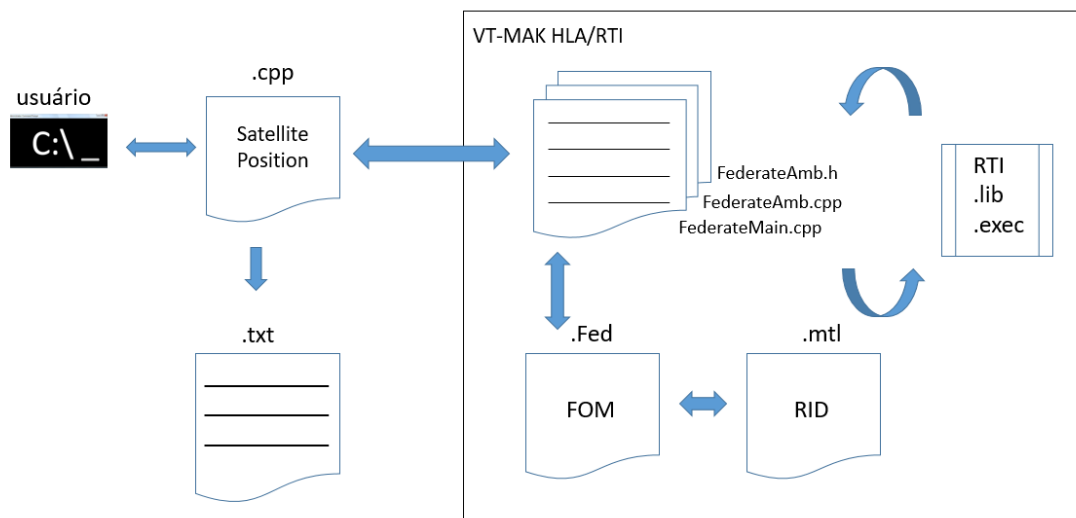 VT-MAK HLA/RTI
.cpp
usuário
C:\ _
Satellite
Position
FederateAmb.h
FederateAmb.cpp
FederateMain.cpp
RTI
.lib
.exec
.txt
.Fed
.mtl
FOM
RID